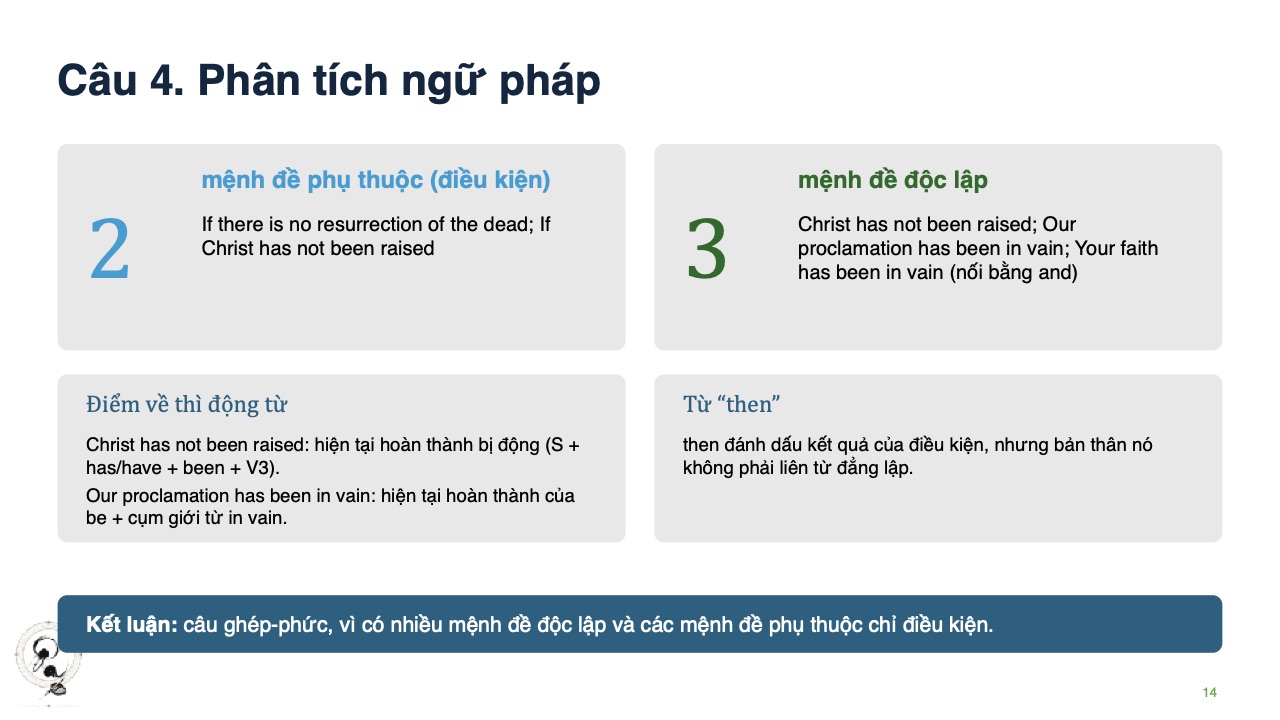 Câu 4. Phân tích ngữ pháp
2
mệnh đề phụ thuộc (điều kiện)
If there is no resurrection of the dead; If
Christ has not been raised
3
mệnh đề độc lập
Christ has not been raised; Our
proclamation has been in vain; Your faith
has been in vain (nối bằng and)
Điểm về thì động từ
Christ has not been raised: hiện tại hoàn thành bị động (S +
has/have + been + V3).
Our proclamation has been in vain: hiện tại hoàn thành của
be + cụm giới từ in vain.
Từ “then”
then đánh dấu kết quả của điều kiện, nhưng bản thân nó
không phải liên từ đẳng lập.
Kết luận: câu ghép-phức, vì có nhiều mệnh đề độc lập và các mệnh đề phụ thuộc chỉ điều kiện.
14